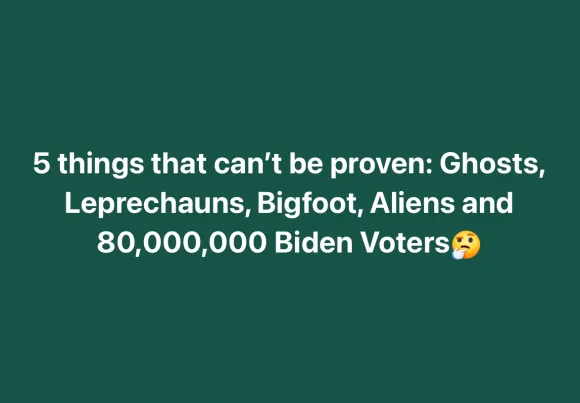 5 things that can’t be proven: Ghosts,
Leprechauns, Bigfoot, Aliens and
80,000,000 Biden Voters🤔